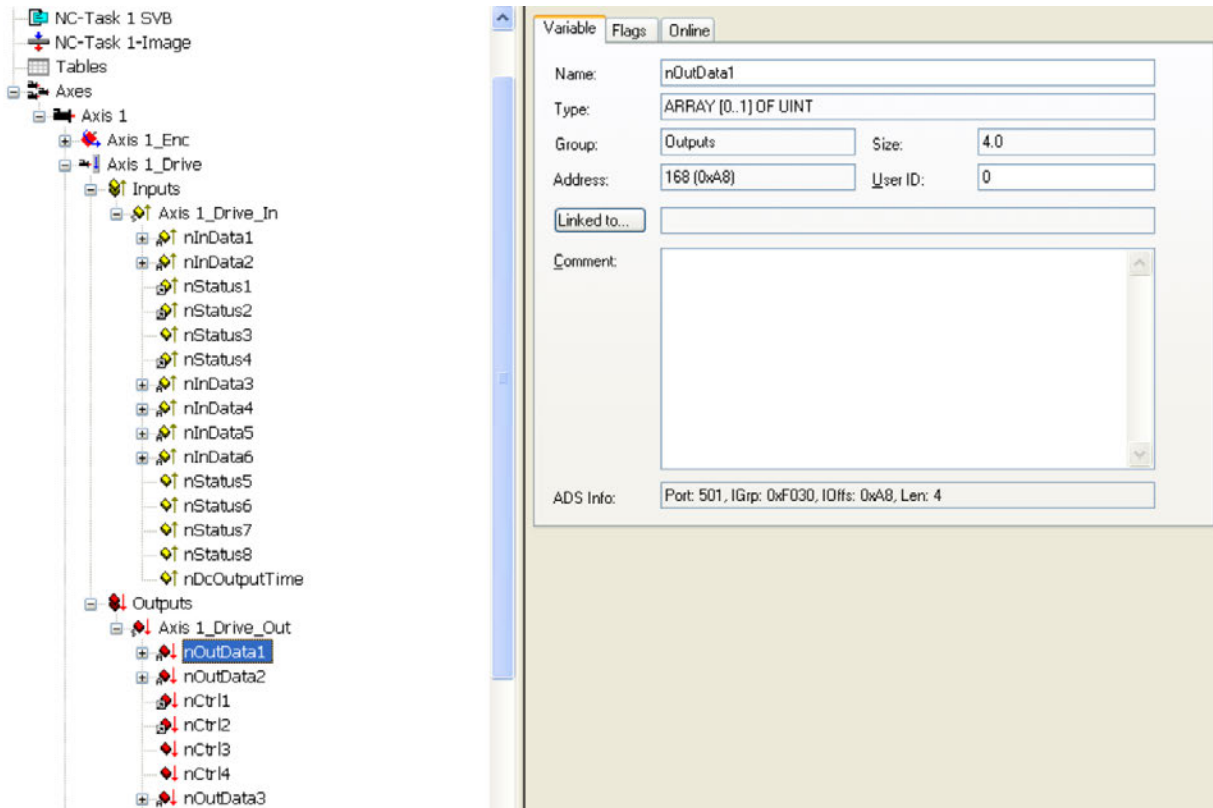 NC-Task 1 SVB
NC-Task 1-Image
Tables
Axes
Axis 1
Axis 1_Enc
Axis 1_Drive
Inputs
Axis 1_Drive_In
nInData1
nInData2
nStatus1
nStatus2
nStatus3
nStatus4
nInData3
nInData4
nInData5
nInData6
nStatus5
nStatus6
nStatus7
nStatus8
nDcOutputTime
Outputs
Axis 1_Drive_Out
nOutData1
nOutData2
nCtrl1
nCtrl2
nCtrl3
nCtrl4
nOutData3
Variable Flags Online
Name: nOutData1
Type: ARRAY [0..1] OF UINT
Group: Outputs Size: 4.0
Address: 168 (0xA8) User ID: 0
Linked to...
Comment:
ADS Info: Port: 501, IGrp: 0xF030, IOffs: 0xA8, Len: 4